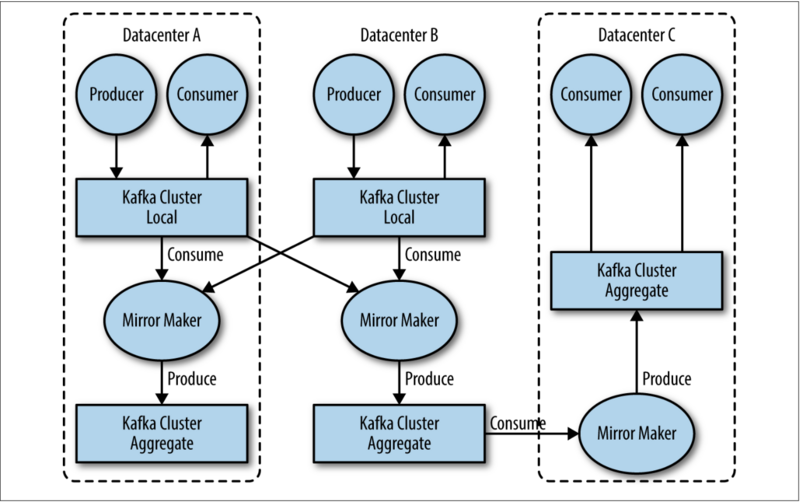 Datacenter A
Datacenter B
Datacenter C
Producer
Consumer
Producer
Consumer
Consumer
Consumer
Kafka Cluster
Local
Kafka Cluster
Local
Consume
Consume
Kafka Cluster
Aggregate
Mirror Maker
Mirror Maker
Produce
Produce
Produce
Kafka Cluster
Aggregate
Kafka Cluster
Aggregate
Consume
Mirror Maker